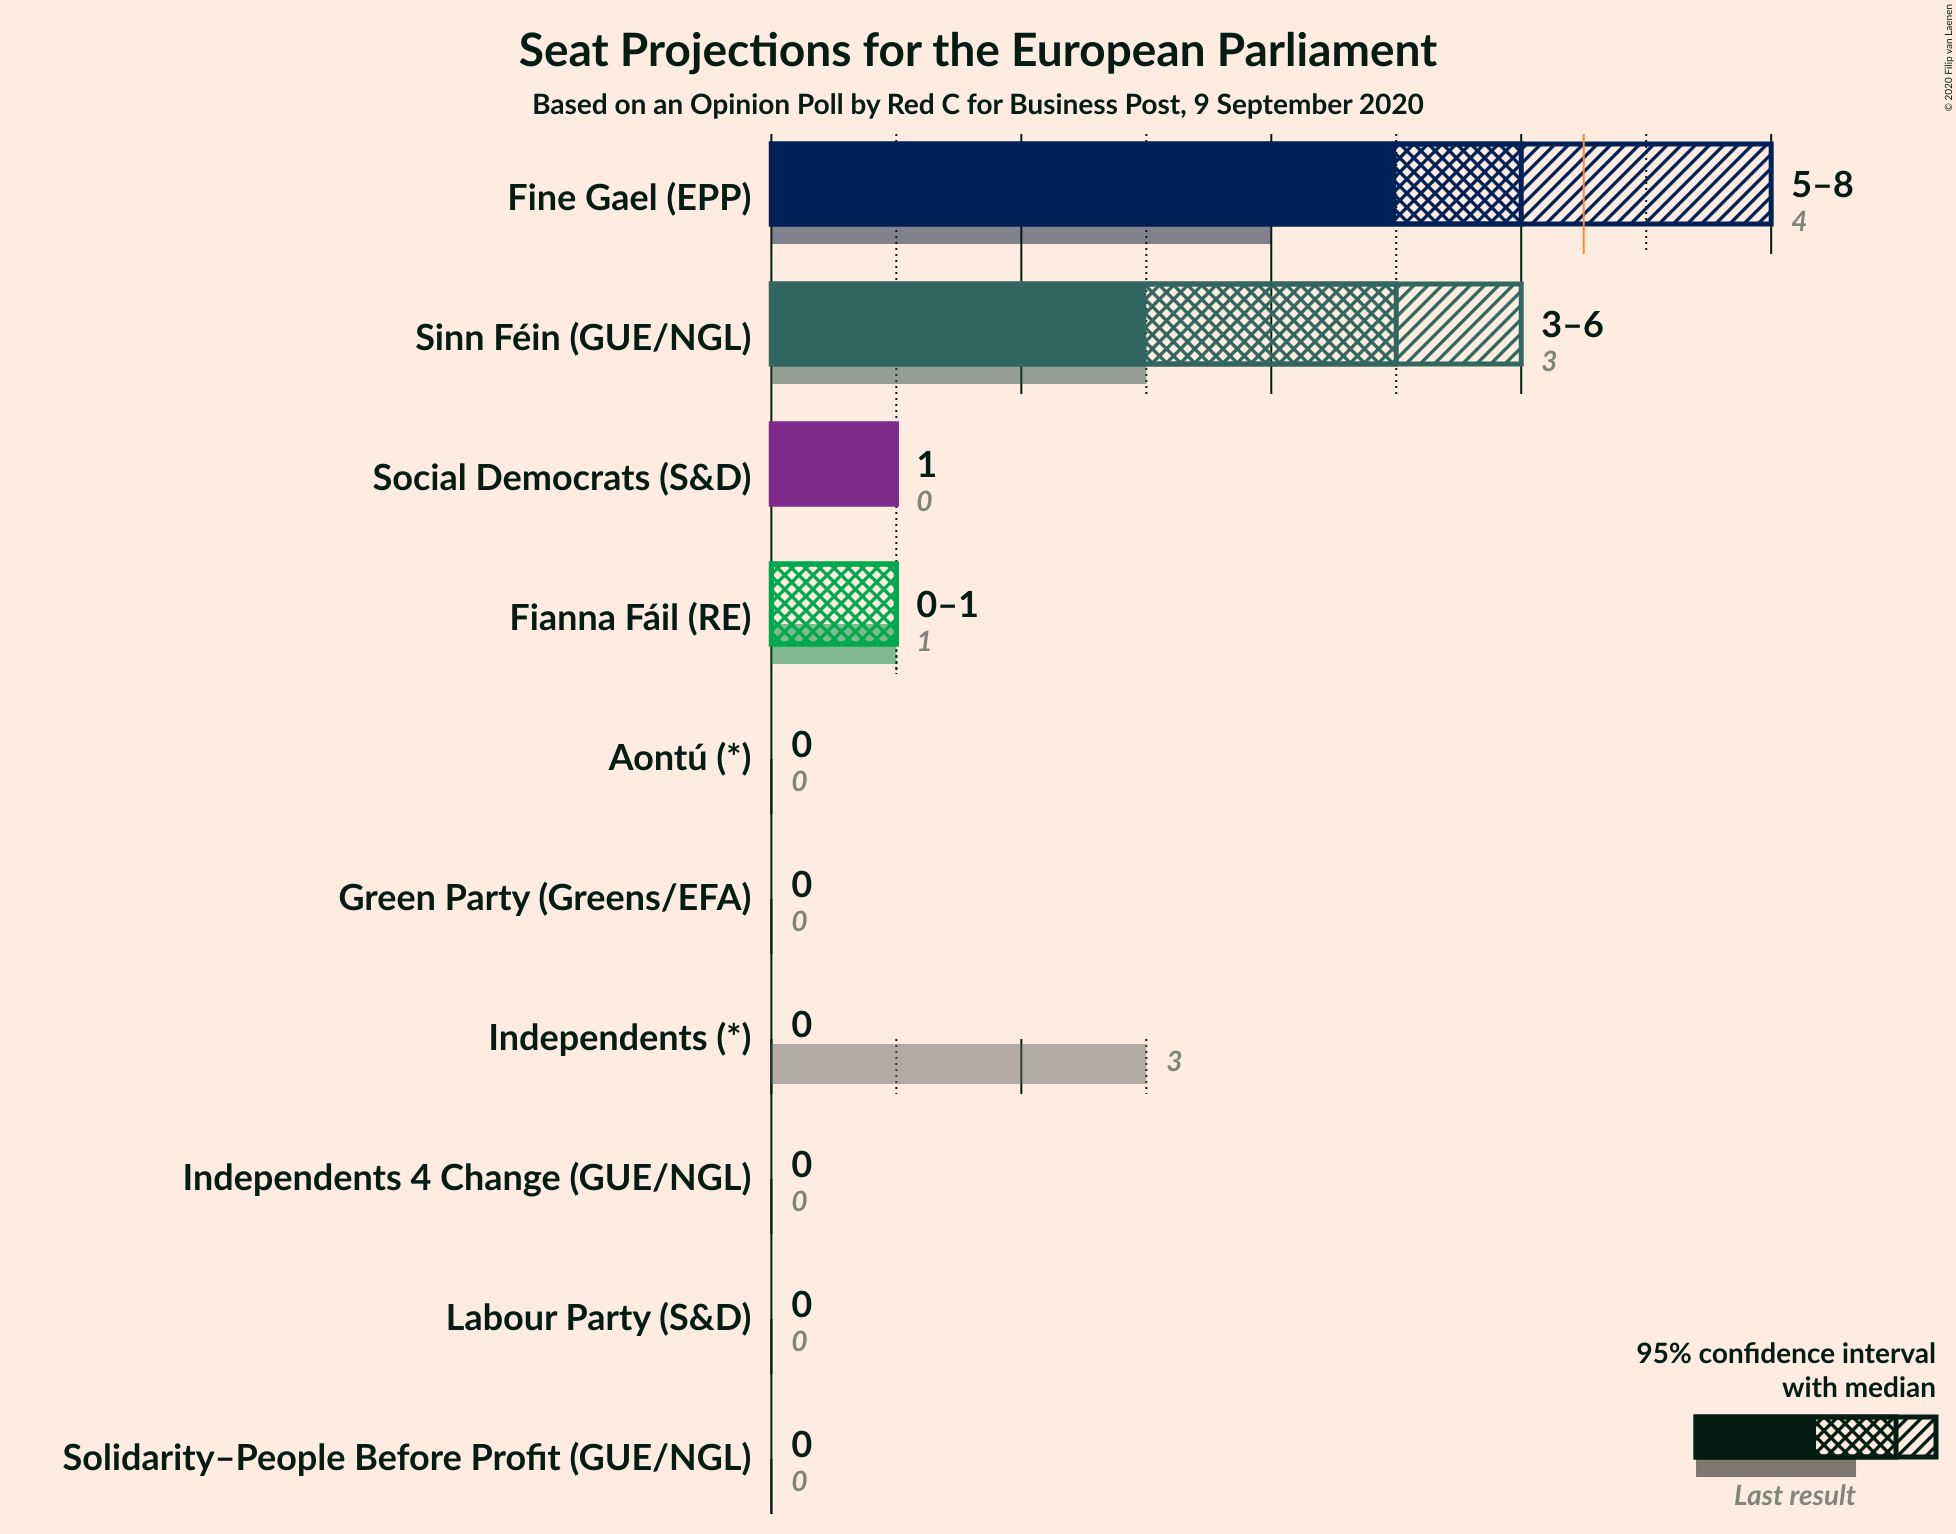 Seat Projections for the European Parliament
Based on an Opinion Poll by Red C for Business Post, 9 September 2020
© 2020 Filip van Laenen
Fine Gael (EPP)
5–8
4
Sinn Féin (GUE/NGL)
3–6
3
Social Democrats (S&D)
1
0
Fianna Fáil (RE)
0–1
1
Aontú (*)
0
0
Green Party (Greens/EFA)
0
0
Independents (*)
0
3
Independents 4 Change (GUE/NGL)
0
0
Labour Party (S&D)
0
0
Solidarity–People Before Profit (GUE/NGL)
0
0
95% confidence interval
with median
Last result